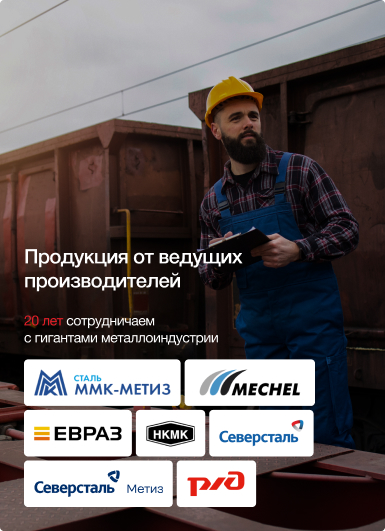 Продукция от ведущих
производителей
20 лет сотрудничаем
с гигантами металлоиндустрии
СТАЛЬ
ММК-МЕТИЗ
MECHEL
ЕВРАЗ
НКМК
Северсталь
Северсталь Метиз
РЖД